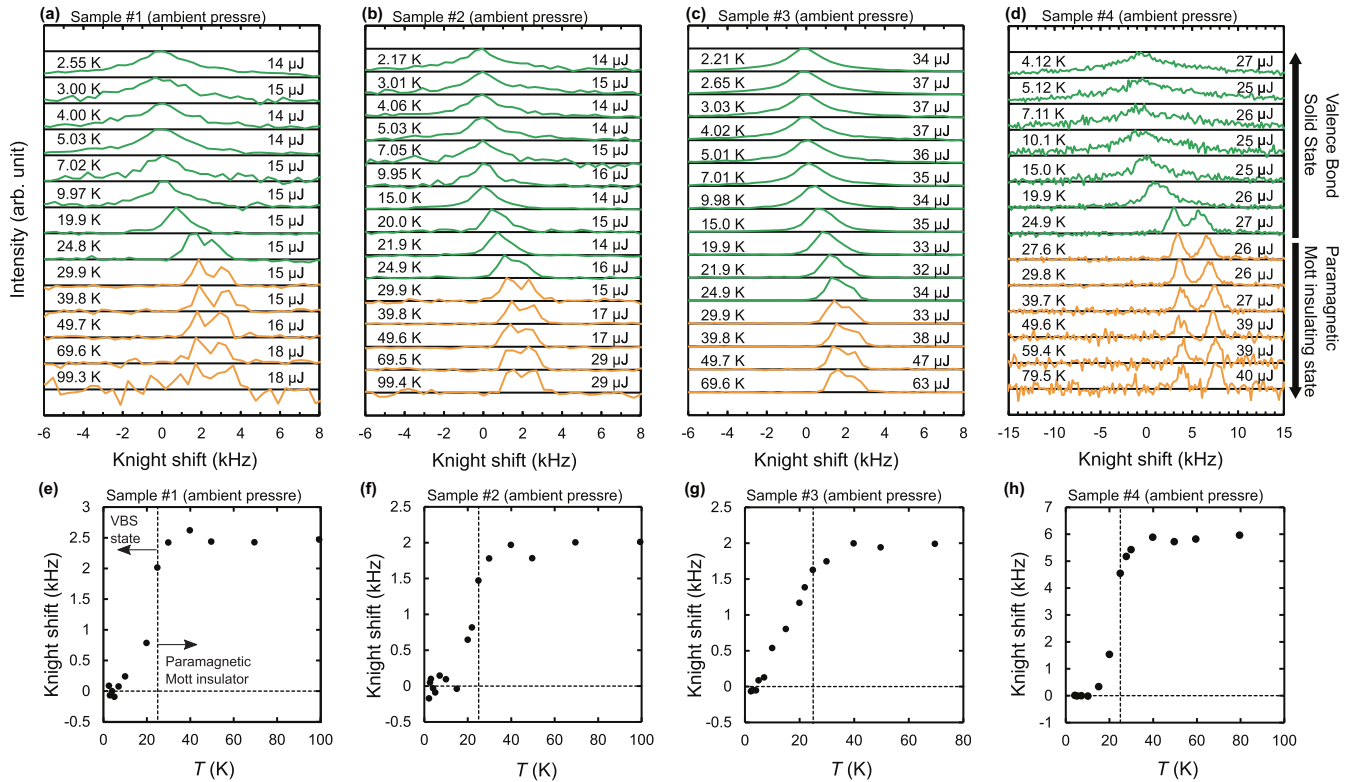 (a) Sample #1 (ambient pressre)
2.55 K 14 µJ
3.00 K 15 µJ
4.00 K 14 µJ
5.03 K 14 µJ
7.02 K 15 µJ
9.97 K 15 µJ
19.9 K 15 µJ
24.8 K 15 µJ
29.9 K 15 µJ
39.8 K 15 µJ
49.7 K 16 µJ
69.6 K 18 µJ
99.3 K 18 µJ
-6 -4 -2 0 2 4 6 8
Knight shift (kHz)
Intensity (arb. unit)
(b) Sample #2 (ambient pressre)
2.17 K 14 µJ
3.01 K 15 µJ
4.06 K 14 µJ
5.03 K 14 µJ
7.05 K 15 µJ
9.95 K 16 µJ
15.0 K 14 µJ
20.0 K 15 µJ
21.9 K 14 µJ
24.9 K 16 µJ
29.9 K 15 µJ
39.8 K 17 µJ
49.6 K 17 µJ
69.5 K 29 µJ
99.4 K 29 µJ
-6 -4 -2 0 2 4 6 8
Knight shift (kHz)
(c) Sample #3 (ambient pressre)
2.21 K 34 µJ
2.65 K 37 µJ
3.03 K 37 µJ
4.02 K 37 µJ
5.01 K 36 µJ
7.01 K 35 µJ
9.98 K 34 µJ
15.0 K 35 µJ
19.9 K 33 µJ
21.9 K 32 µJ
24.9 K 34 µJ
29.9 K 33 µJ
39.8 K 38 µJ
49.7 K 47 µJ
69.6 K 63 µJ
-6 -4 -2 0 2 4 6 8
Knight shift (kHz)
(d) Sample #4 (ambient pressre)
4.12 K 27 µJ
5.12 K 25 µJ
7.11 K 26 µJ
10.1 K 25 µJ
15.0 K 25 µJ
19.9 K 26 µJ
24.9 K 27 µJ
27.6 K 26 µJ
29.8 K 26 µJ
39.7 K 27 µJ
49.6 K 39 µJ
59.4 K 39 µJ
79.5 K 40 µJ
-15 -10 -5 0 5 10 15
Knight shift (kHz)
Valence Bond
Solid State
Paramagnetic
Mott insulating state
(e) Sample #1 (ambient pressre)
3
2.5
2
1.5
1
0.5
0
-0.5
Knight shift (kHz)
VBS
state
Paramagnetic
Mott insulator
0 20 40 60 80 100
T (K)
(f) Sample #2 (ambient pressre)
2.5
2
1.5
1
0.5
0
-0.5
Knight shift (kHz)
0 20 40 60 80 100
T (K)
(g) Sample #3 (ambient pressre)
2.5
2
1.5
1
0.5
0
-0.5
Knight shift (kHz)
0 20 40 60 80
T (K)
(h) Sample #4 (ambient pressre)
7
6
5
4
3
2
1
0
-1
Knight shift (kHz)
0 20 40 60 80 100
T (K)